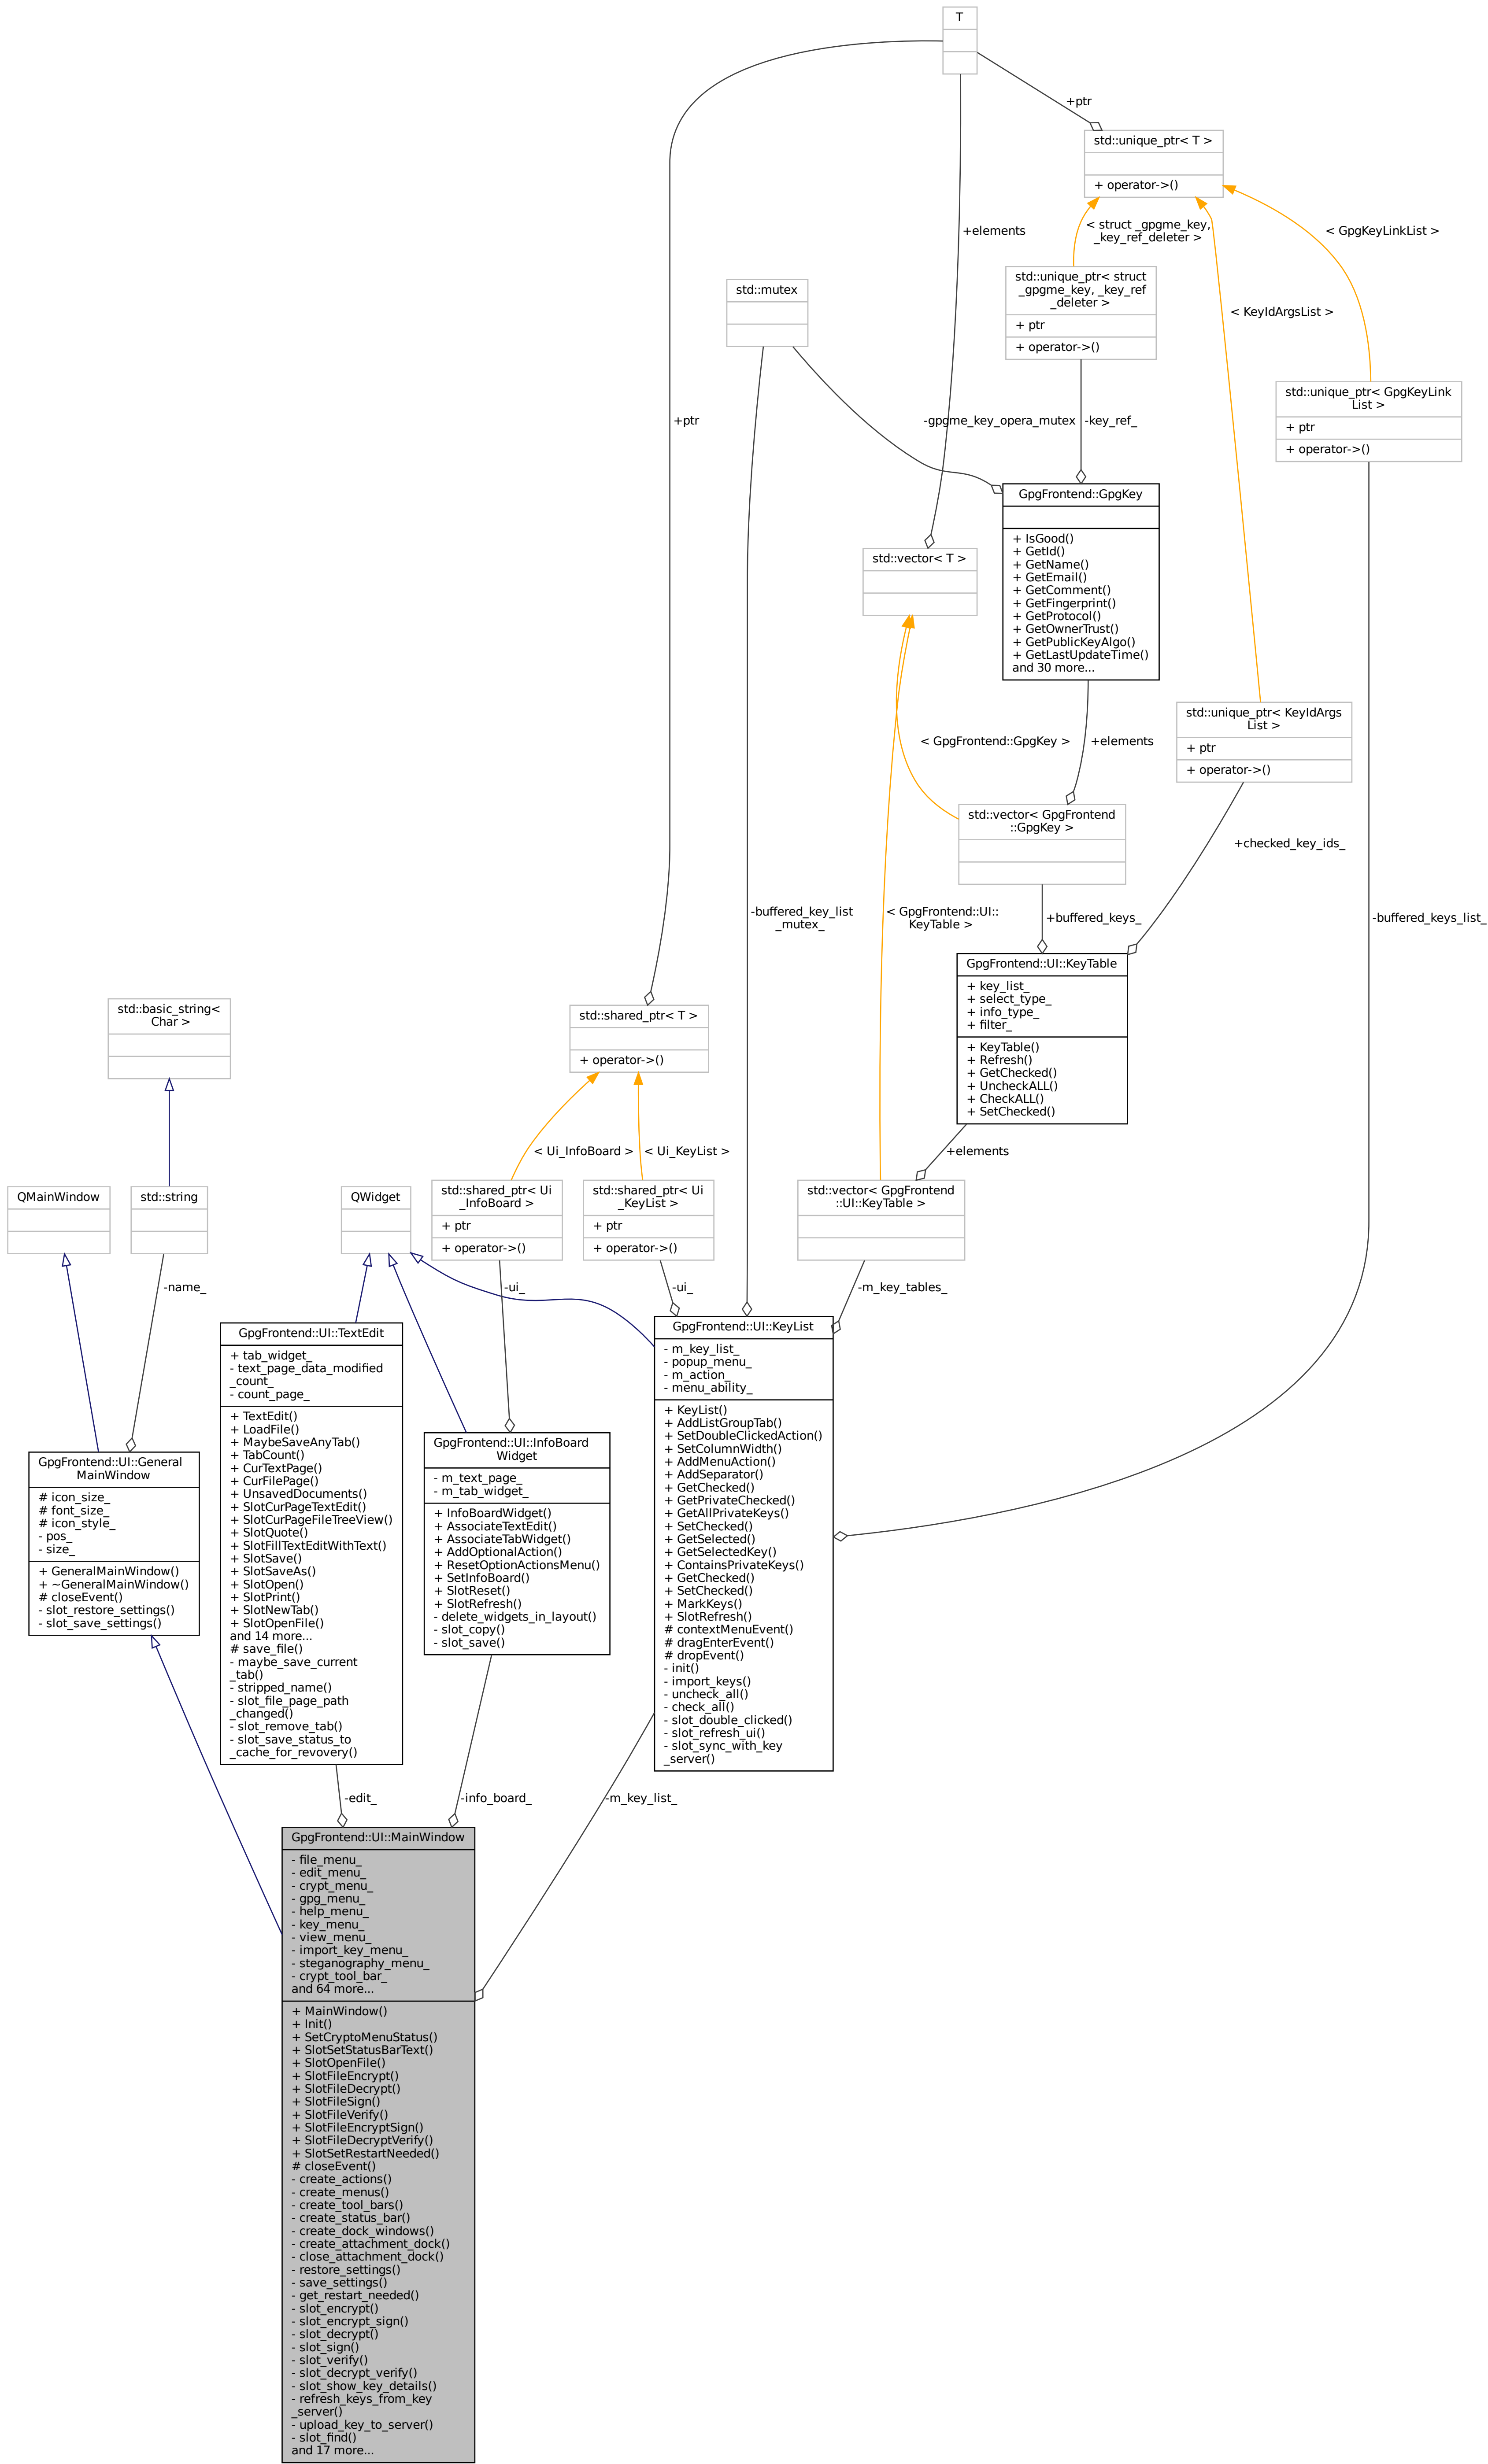 T
+ptr
std::unique_ptr< T >
+ operator->()
+elements
< struct _gpgme_key,
_key_ref_deleter >
< GpgKeyLinkList >
std::unique_ptr< struct
_gpgme_key, _key_ref
_deleter >
+ ptr
+ operator->()
std::mutex
< KeyIdArgsList >
std::unique_ptr< GpgKeyLink
List >
+ ptr
+ operator->()
+ptr
-gpgme_key_opera_mutex
-key_ref_
GpgFrontend::GpgKey
+ IsGood()
+ GetId()
+ GetName()
+ GetEmail()
+ GetComment()
+ GetFingerprint()
+ GetProtocol()
+ GetOwnerTrust()
+ GetPublicKeyAlgo()
+ GetLastUpdateTime()
and 30 more...
std::vector< T >
std::unique_ptr< KeyIdArgs
List >
+ ptr
+ operator->()
< GpgFrontend::GpgKey >
+elements
std::vector< GpgFrontend
::GpgKey >
+checked_key_ids_
-buffered_key_list
_mutex_
< GpgFrontend::UI::
KeyTable >
+buffered_keys_
-buffered_keys_list_
GpgFrontend::UI::KeyTable
+ key_list_
+ select_type_
+ info_type_
+ filter_
+ KeyTable()
+ Refresh()
+ GetChecked()
+ UncheckALL()
+ CheckALL()
+ SetChecked()
std::basic_string<
Char >
std::shared_ptr< T >
+ operator->()
< Ui_InfoBoard >
< Ui_KeyList >
+elements
QMainWindow
std::string
QWidget
std::shared_ptr< Ui
_InfoBoard >
+ ptr
+ operator->()
std::shared_ptr< Ui
_KeyList >
+ ptr
+ operator->()
std::vector< GpgFrontend
::UI::KeyTable >
-name_
-ui_
-ui_
-m_key_tables_
GpgFrontend::UI::TextEdit
+ tab_widget_
- text_page_data_modified
_count_
- count_page_
+ TextEdit()
+ LoadFile()
+ MaybeSaveAnyTab()
+ TabCount()
+ CurTextPage()
+ CurFilePage()
+ UnsavedDocuments()
+ SlotCurPageTextEdit()
+ SlotCurPageFileTreeView()
+ SlotQuote()
+ SlotFillTextEditWithText()
+ SlotSave()
+ SlotSaveAs()
+ SlotOpen()
+ SlotPrint()
+ SlotNewTab()
+ SlotOpenFile()
and 14 more...
# save_file()
- maybe_save_current
_tab()
- stripped_name()
- slot_file_page_path
_changed()
- slot_remove_tab()
- slot_save_status_to
_cache_for_revovery()
GpgFrontend::UI::KeyList
- m_key_list_
- popup_menu_
- m_action_
- menu_ability_
+ KeyList()
+ AddListGroupTab()
+ SetDoubleClickedAction()
+ SetColumnWidth()
+ AddMenuAction()
+ AddSeparator()
+ GetChecked()
+ GetPrivateChecked()
+ GetAllPrivateKeys()
+ SetChecked()
+ GetSelected()
+ GetSelectedKey()
+ ContainsPrivateKeys()
+ GetChecked()
+ SetChecked()
+ MarkKeys()
+ SlotRefresh()
# contextMenuEvent()
# dragEnterEvent()
# dropEvent()
- init()
- import_keys()
- uncheck_all()
- check_all()
- slot_double_clicked()
- slot_refresh_ui()
- slot_sync_with_key
_server()
GpgFrontend::UI::General
MainWindow
# icon_size_
# font_size_
# icon_style_
- pos_
- size_
+ GeneralMainWindow()
+ ~GeneralMainWindow()
# closeEvent()
- slot_restore_settings()
- slot_save_settings()
GpgFrontend::UI::InfoBoard
Widget
- m_text_page_
- m_tab_widget_
+ InfoBoardWidget()
+ AssociateTextEdit()
+ AssociateTabWidget()
+ AddOptionalAction()
+ ResetOptionActionsMenu()
+ SetInfoBoard()
+ SlotReset()
+ SlotRefresh()
- delete_widgets_in_layout()
- slot_copy()
- slot_save()
-edit_
-info_board_
-m_key_list_
GpgFrontend::UI::MainWindow
- file_menu_
- edit_menu_
- crypt_menu_
- gpg_menu_
- help_menu_
- key_menu_
- view_menu_
- import_key_menu_
- steganography_menu_
- crypt_tool_bar_
and 64 more...
+ MainWindow()
+ Init()
+ SetCryptoMenuStatus()
+ SlotSetStatusBarText()
+ SlotOpenFile()
+ SlotFileEncrypt()
+ SlotFileDecrypt()
+ SlotFileSign()
+ SlotFileVerify()
+ SlotFileEncryptSign()
+ SlotFileDecryptVerify()
+ SlotSetRestartNeeded()
# closeEvent()
- create_actions()
- create_menus()
- create_tool_bars()
- create_status_bar()
- create_dock_windows()
- create_attachment_dock()
- close_attachment_dock()
- restore_settings()
- save_settings()
- get_restart_needed()
- slot_encrypt()
- slot_encrypt_sign()
- slot_decrypt()
- slot_sign()
- slot_verify()
- slot_decrypt_verify()
- slot_show_key_details()
- refresh_keys_from_key
_server()
- upload_key_to_server()
- slot_find()
and 17 more...